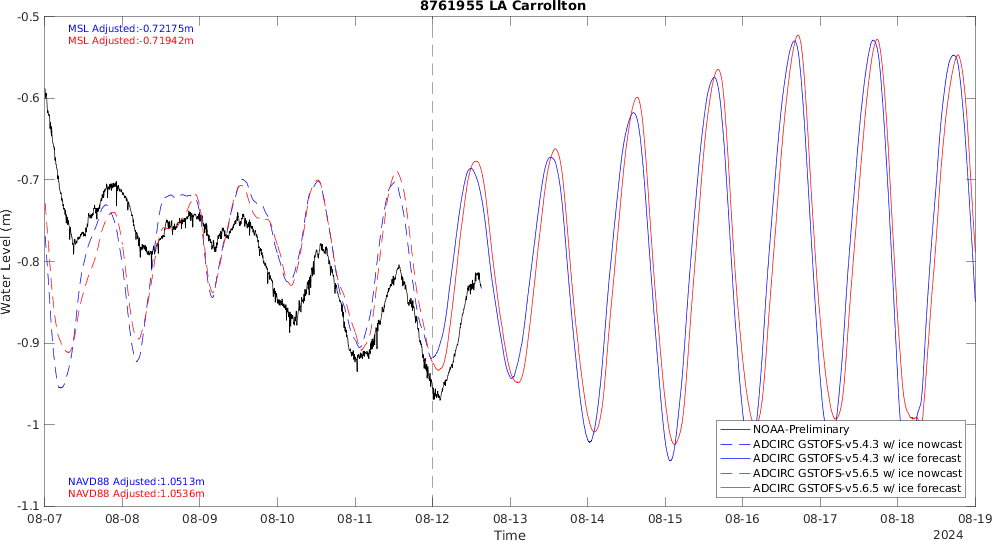 8761955 LA Carrollton
MSL Adjusted:-0.72175m
MSL Adjusted:-0.71942m
-0.5
-0.6
-0.7
-0.8
-0.9
-1
-1.1
Water Level (m)
NOAA-Preliminary
ADCIRC GSTOFS-v5.4.3 w/ ice nowcast
ADCIRC GSTOFS-v5.4.3 w/ ice forecast
ADCIRC GSTOFS-v5.6.5 w/ ice nowcast
ADCIRC GSTOFS-v5.6.5 w/ ice forecast
NAVD88 Adjusted:1.0513m
NAVD88 Adjusted:1.0536m
08-07 08-08 08-09 08-10 08-11 08-12 08-13 08-14 08-15 08-16 08-17 08-18 08-19
Time
2024